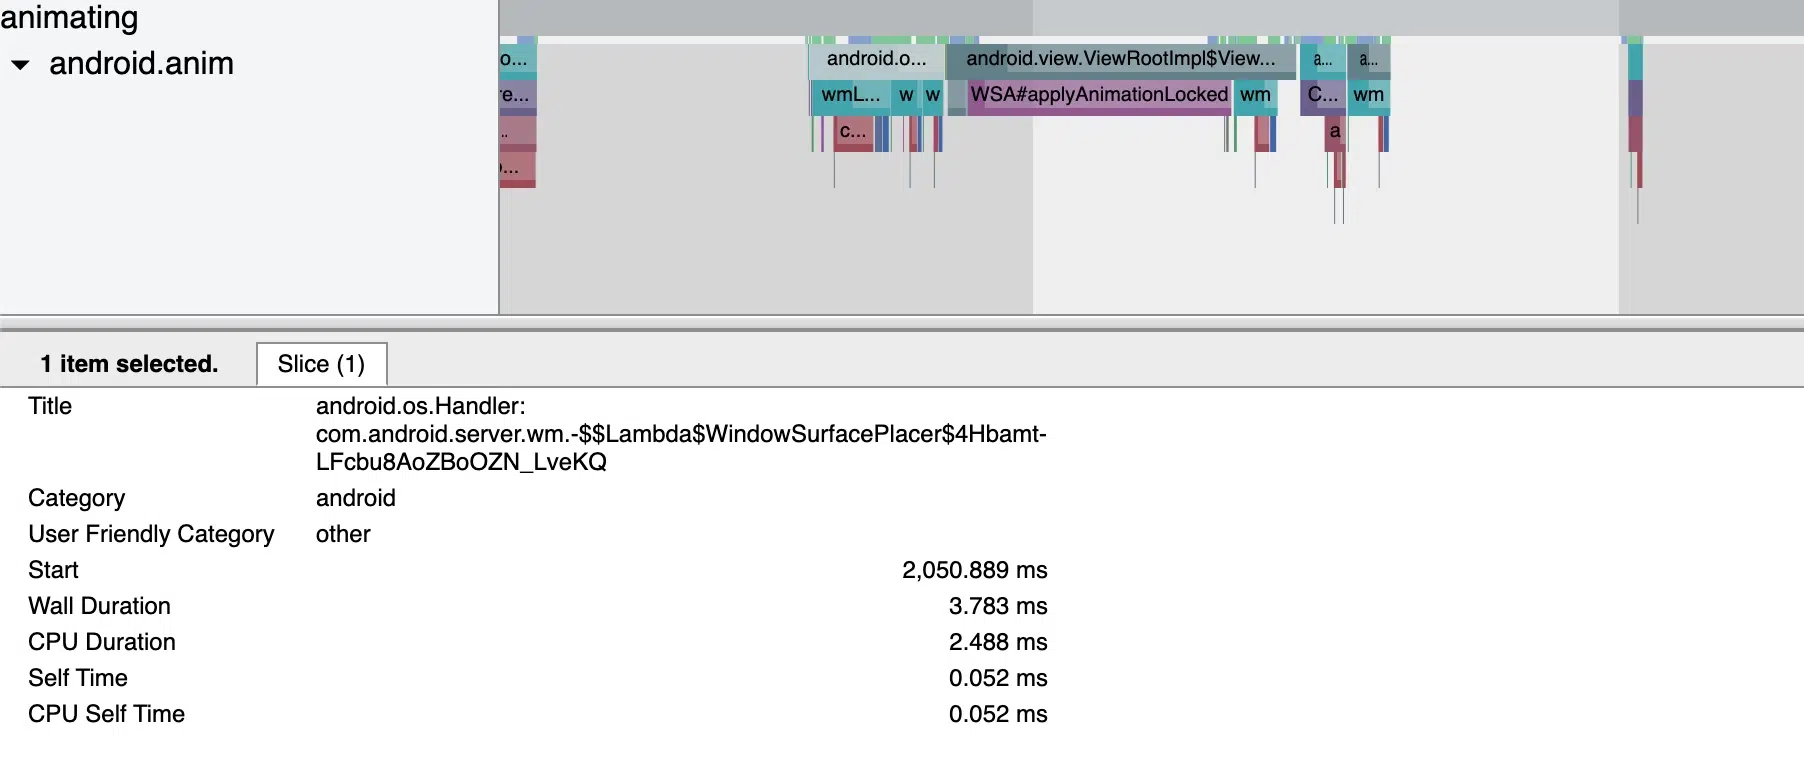 animating
android.anim
o... android.o... android.view.ViewRootImpl$View... a... a...
re... wmL... w w WSA#applyAnimationLocked wm C... wm
.. c... a
...
1 item selected. Slice (1)
Title android.os.Handler:
com.android.server.wm.-$$Lambda$WindowSurfacePlacer$4Hbamt-
LFcbu8AoZBoOZN_LveKQ
Category android
User Friendly Category other
Start 2,050.889 ms
Wall Duration 3.783 ms
CPU Duration 2.488 ms
Self Time 0.052 ms
CPU Self Time 0.052 ms